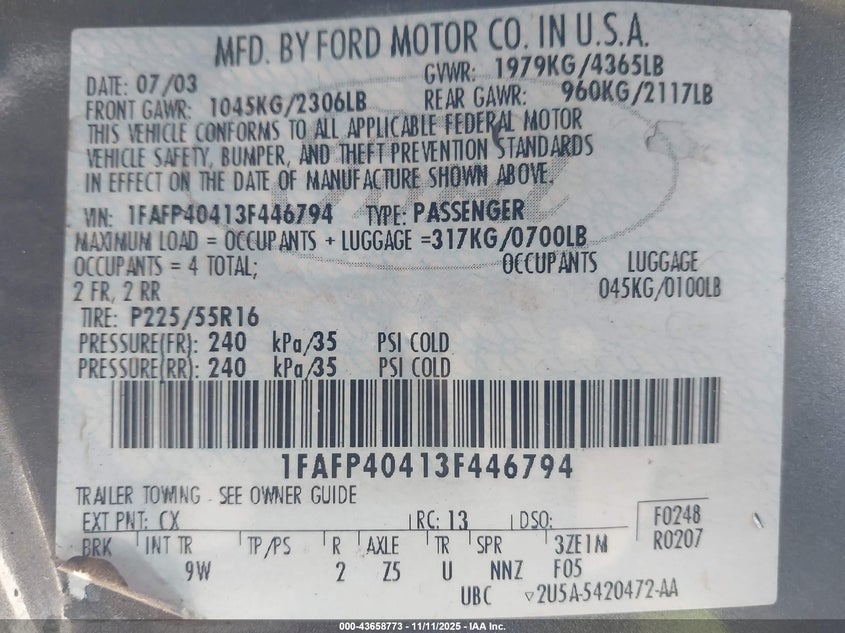 MFD. BY FORD MOTOR CO. IN U.S.A.
DATE: 07/03 GVWR: 1979KG/4365LB
FRONT GAWR: 1045KG/2306LB REAR GAWR: 960KG/2117LB
THIS VEHICLE CONFORMS TO ALL APPLICABLE FEDERAL MOTOR
VEHICLE SAFETY, BUMPER, AND THEFT PREVENTION STANDARDS
IN EFFECT ON THE DATE OF MANUFACTURE SHOWN ABOVE.
VIN: 1FAFP40413F446794 TYPE: PASSENGER
MAXIMUM LOAD = OCCUPANTS + LUGGAGE =317KG/0700LB
OCCUPANTS = 4 TOTAL; OCCUPANTS LUGGAGE
2 FR, 2 RR 045KG/0100LB
TIRE: P225/55R16
PRESSURE(FR): 240 kPa/35 PSI COLD
PRESSURE(RR): 240 kPa/35 PSI COLD
1FAFP40413F446794
TRAILER TOWING - SEE OWNER GUIDE
EXT PNT: CX RC: 13 DSO: F0248
BRK INT TR TP/PS R AXLE TR SPR 3ZE1M R0207
9W 2 Z5 U NNZ F05
UBC ▽2U5A-5420472-AA
000-43658773 - 11/11/2025 - IAA Inc.